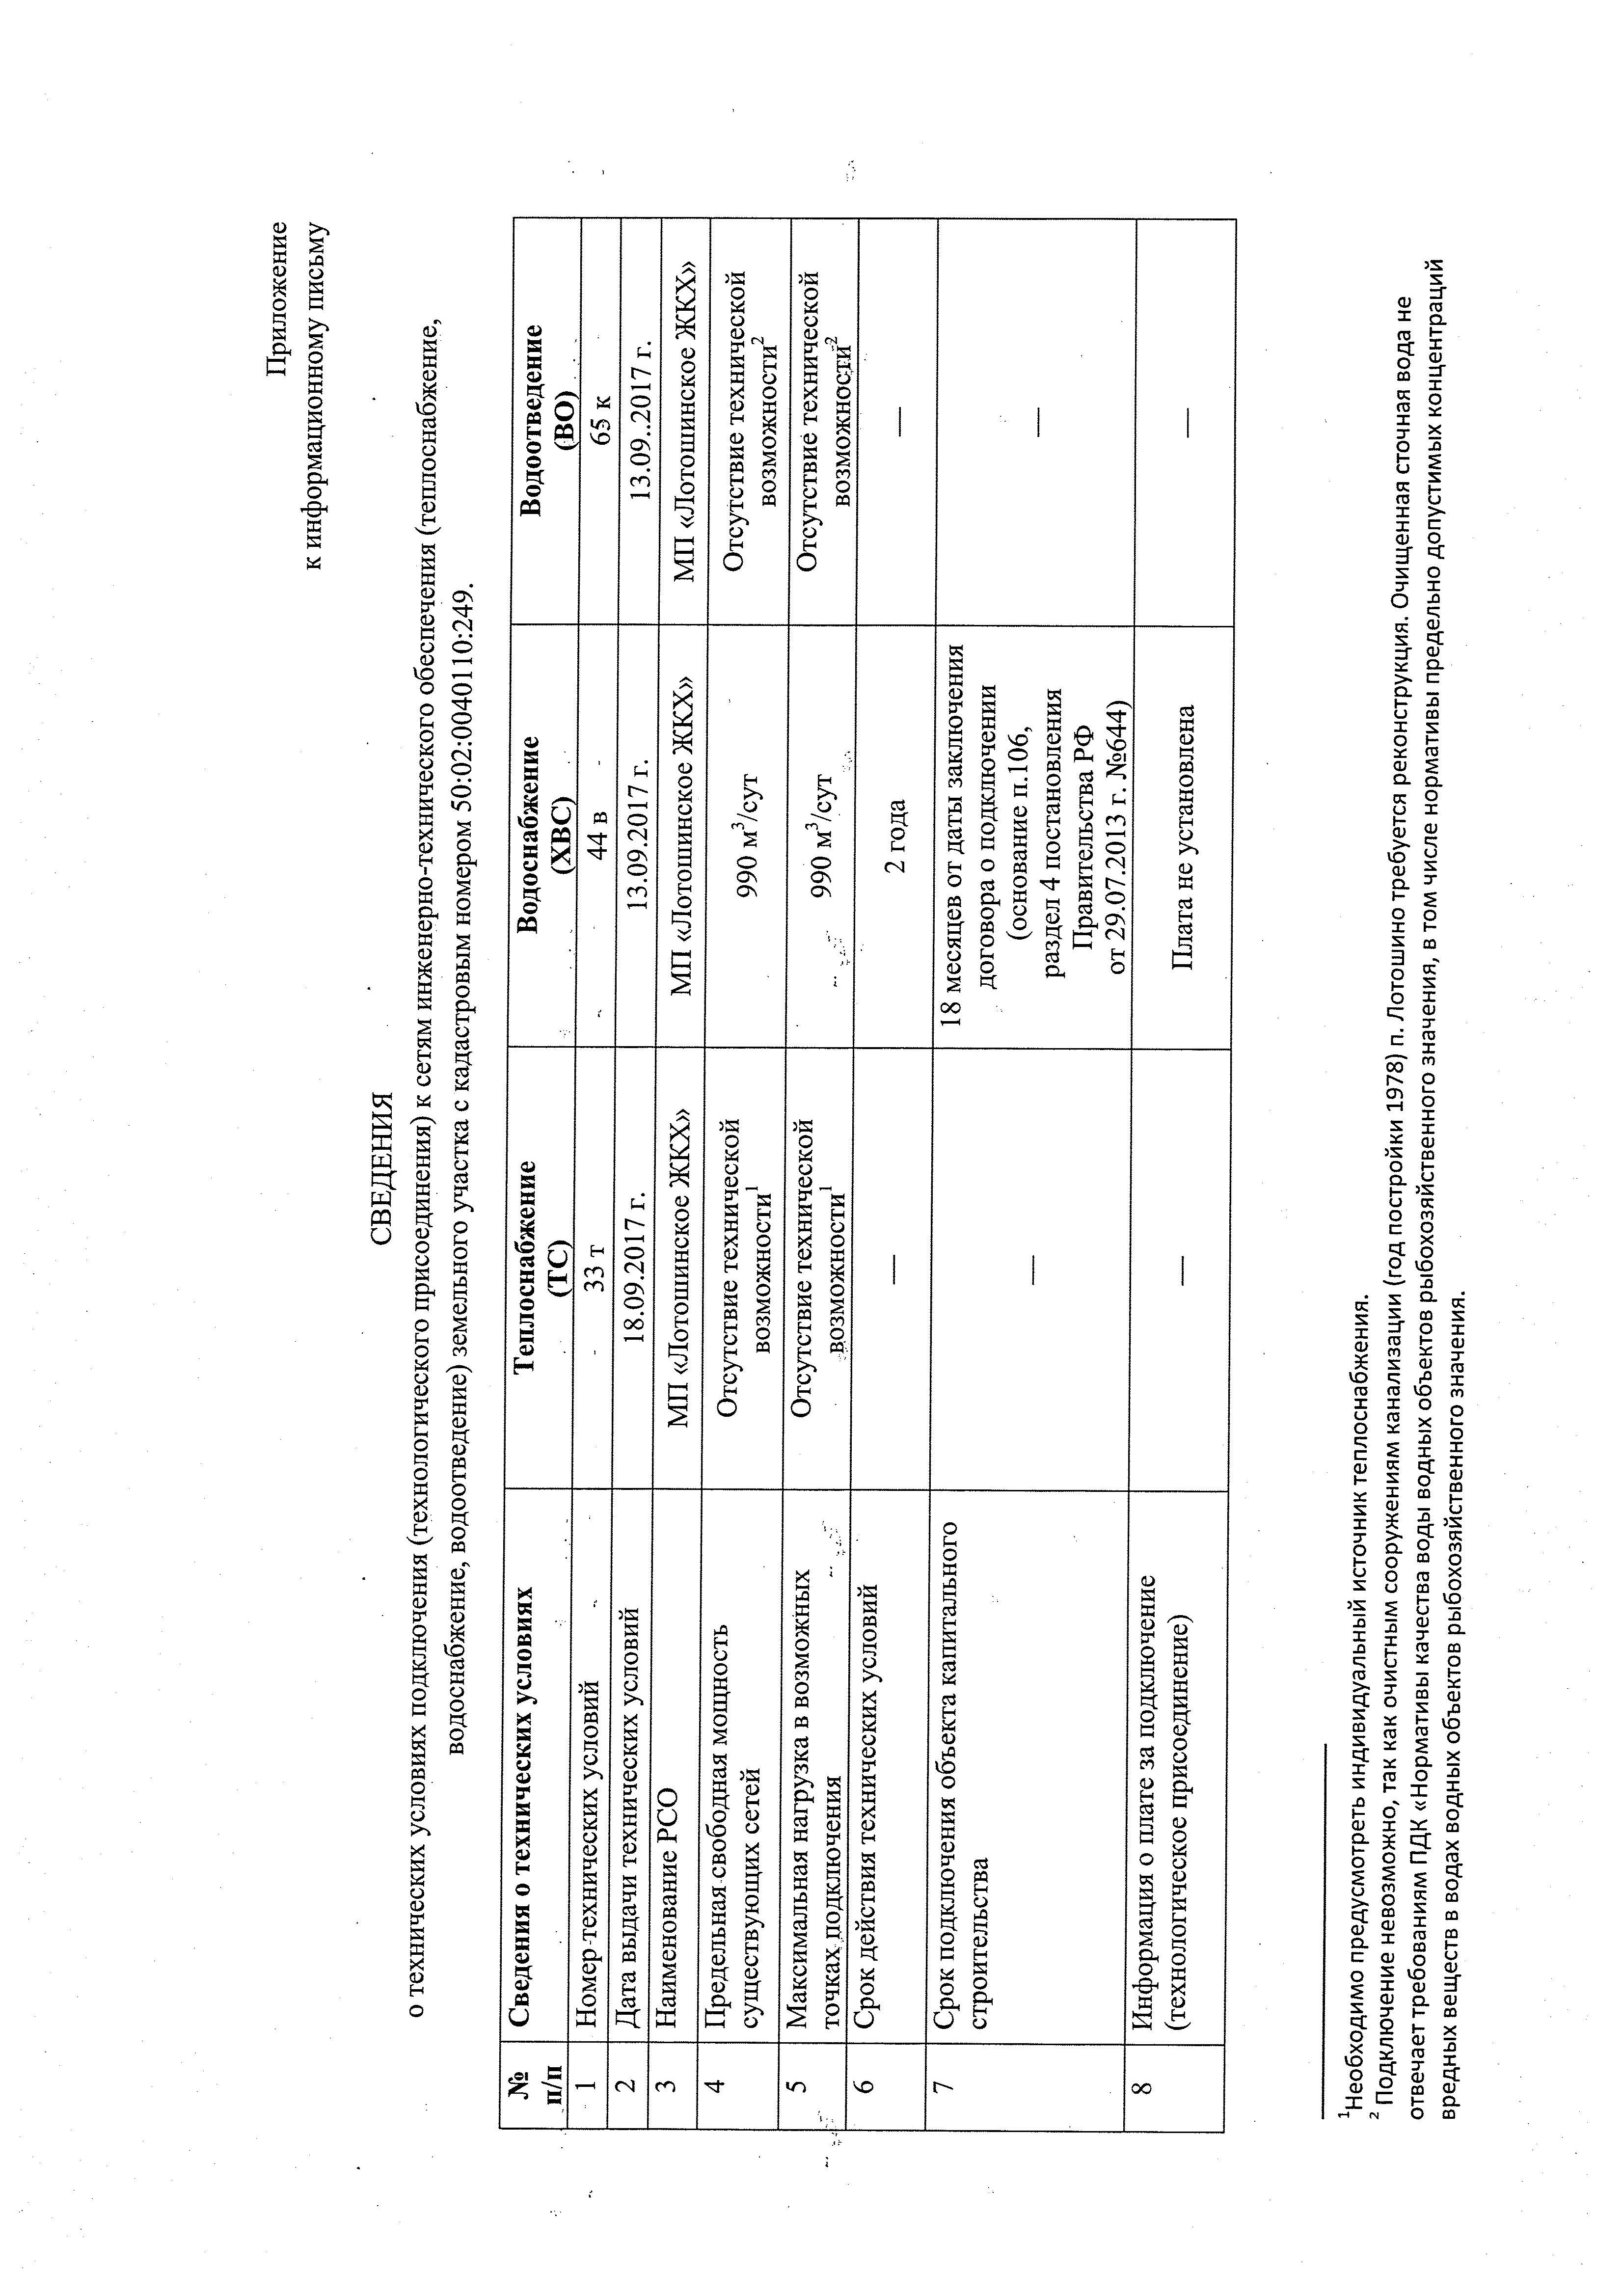 Приложение
к информационному письму
СВЕДЕНИЯ
о технических условиях подключения (технологического присоединения) к сетям инженерно-технического обеспечения (теплоснабжение,
водоснабжение, водоотведение) земельного участка с кадастровым номером 50:02:0040110:249.
№ п/п Сведения о технических условиях Теплоснабжение (ТС) Водоснабжение (ХВС) Водоотведение (ВО)
1 Номер технических условий 33 т 44 в 65 к
2 Дата выдачи технических условий 18.09.2017 г. 13.09.2017 г. 13.09..2017 г.
3 Наименование РСО МП «Лотошинское ЖКХ» МП «Лотошинское ЖКХ» МП «Лотошинское ЖКХ»
4 Предельная свободная мощность Отсутствие технической 990 м³/сут Отсутствие технической
существующих сетей возможности¹ возможности²
5 Максимальная нагрузка в возможных Отсутствие технической 990 м³/сут Отсутствие технической
точках подключения возможности¹ возможности²
6 Срок действия технических условий — 2 года —
7 Срок подключения объекта капитального — 18 месяцев от даты заключения —
строительства договора о подключении
(основание п.106,
раздел 4 постановления
Правительства РФ
от 29.07.2013 г. №644)
8 Информация о плате за подключение — Плата не установлена —
(технологическое присоединение)
¹Необходимо предусмотреть индивидуальный источник теплоснабжения.
² Подключение невозможно, так как очистным сооружениям канализации (год постройки 1978) п. Лотошино требуется реконструкция. Очищенная сточная вода не
отвечает требованиям ПДК «Нормативы качества воды водных объектов рыбохозяйственного значения, в том числе нормативы предельно допустимых концентраций
вредных веществ в водах водных объектов рыбохозяйственного значения.